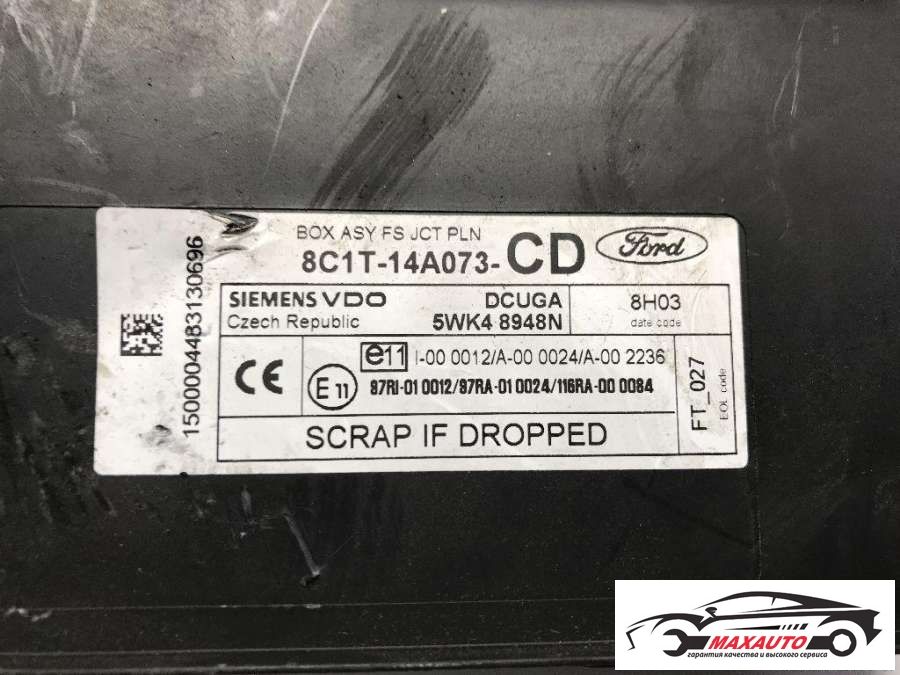 BOX ASY FS JCT PLN
8C1T-14A073-CD
Ford
SIEMENS VDO
Czech Republic
DCUGA
5WK4 8948N
8H03
date code
1500004483130696
CE
e11 I-00 0012/A-00 0024/A-00 2236
E11 97RI-01 0012/97RA-01 0024/116RA-00 0084
SCRAP IF DROPPED
FT_027
EOL code
MAXAUTO
гарантия качества и высокого сервиса